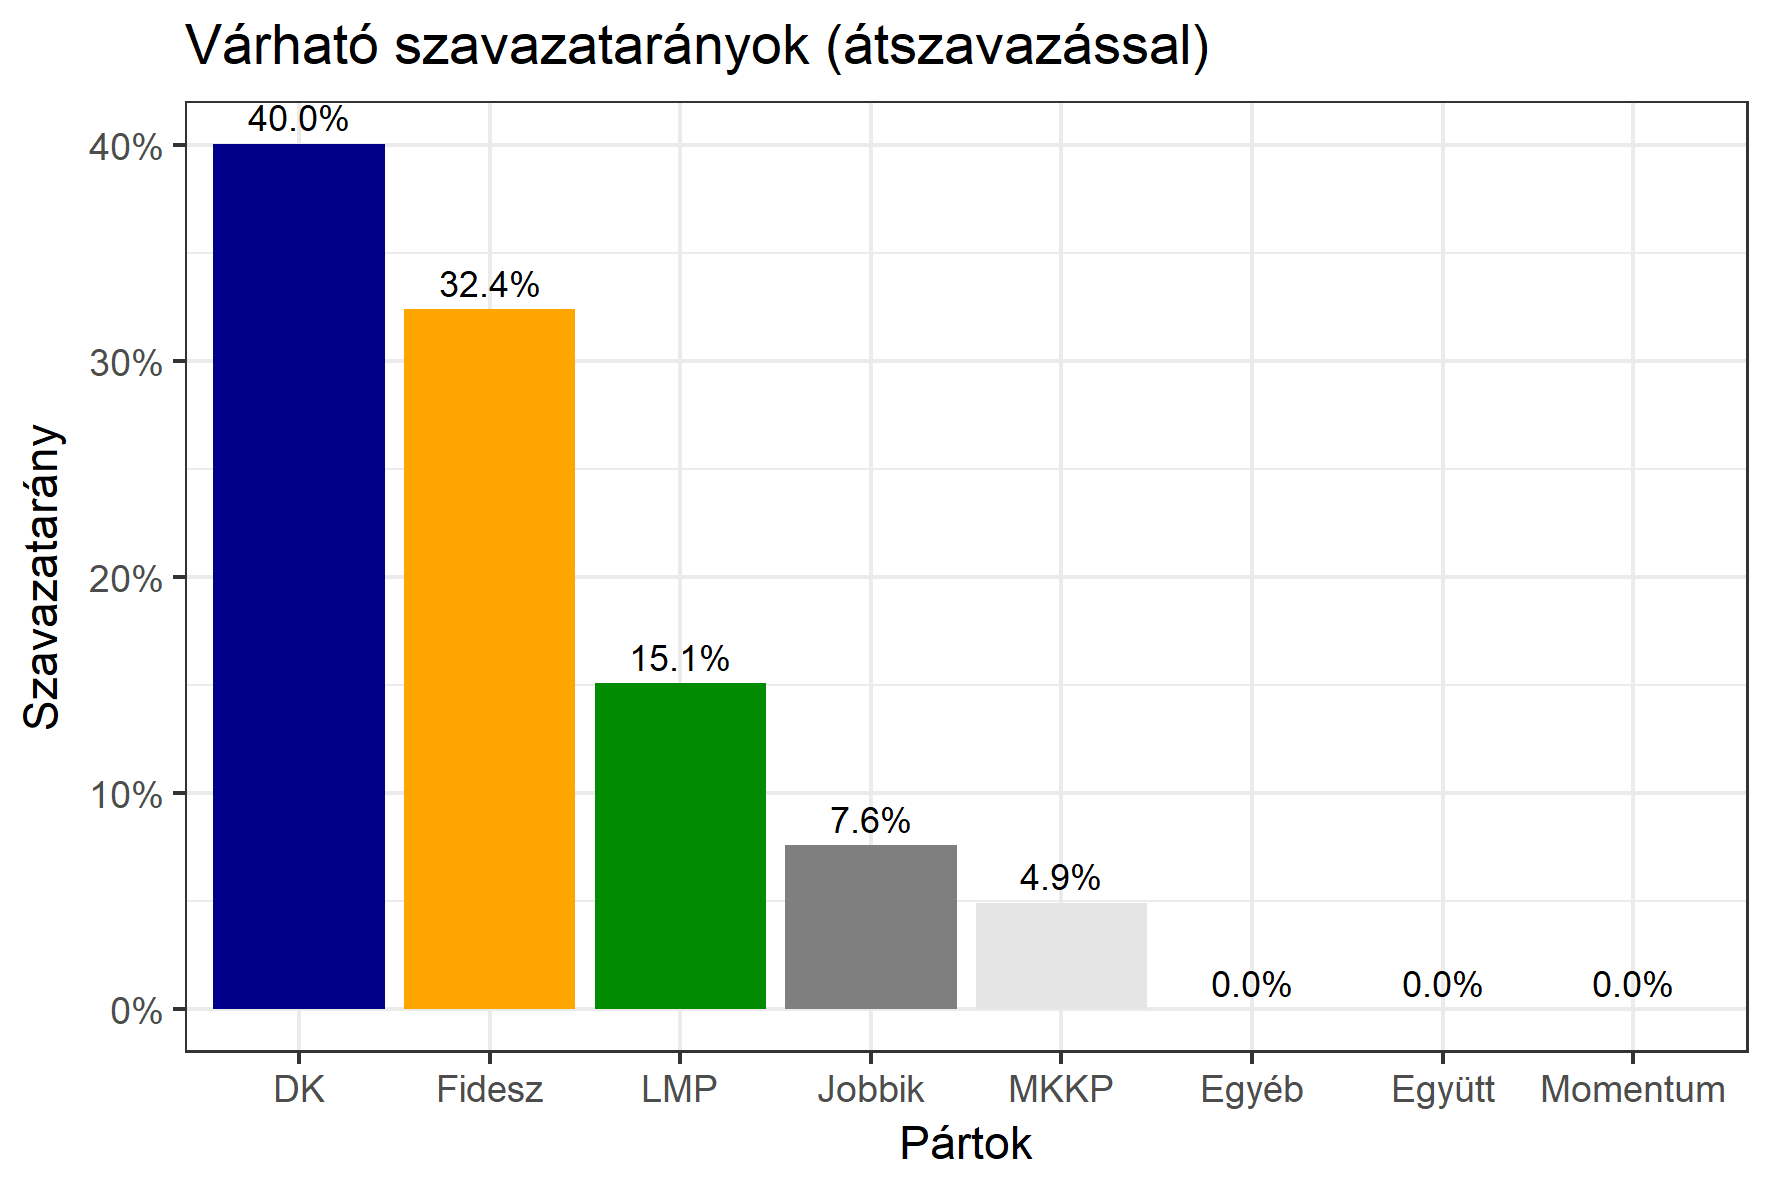 Várható szavazatarányok (átszavazással)
Szavazatarány
40%
30%
20%
10%
0%
40.0%
32.4%
15.1%
7.6%
4.9%
0.0%
0.0%
0.0%
DK
Fidesz
LMP
Jobbik
MKKP
Egyéb
Együtt
Momentum
Pártok